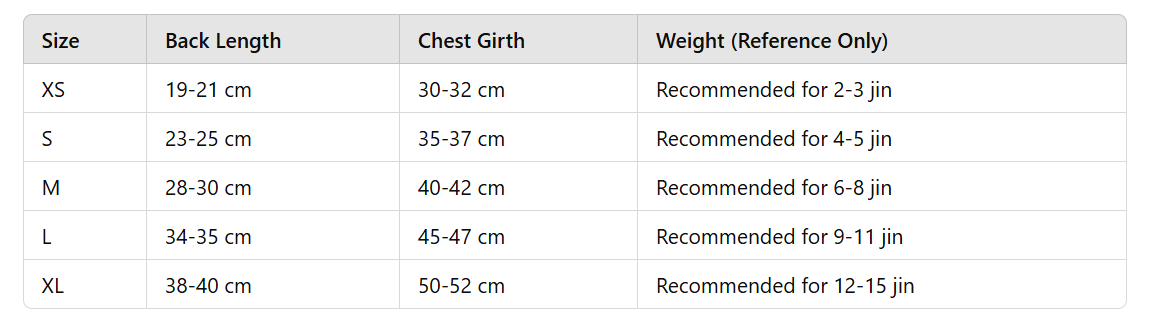 Size Back Length Chest Girth Weight (Reference Only)
XS 19-21 cm 30-32 cm Recommended for 2-3 jin
S 23-25 cm 35-37 cm Recommended for 4-5 jin
M 28-30 cm 40-42 cm Recommended for 6-8 jin
L 34-35 cm 45-47 cm Recommended for 9-11 jin
XL 38-40 cm 50-52 cm Recommended for 12-15 jin